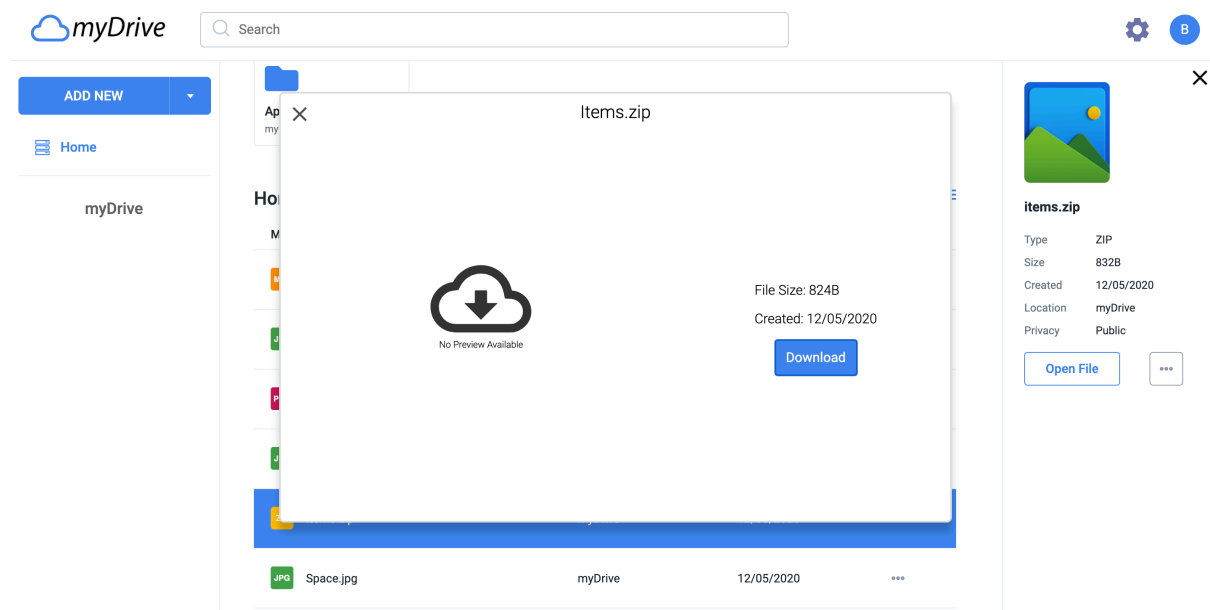 myDrive
Search
B
ADD NEW
Home
myDrive
Ap
my
Items.zip
No Preview Available
File Size: 824B
Created: 12/05/2020
Download
JPG Space.jpg myDrive 12/05/2020
items.zip
Type ZIP
Size 832B
Created 12/05/2020
Location myDrive
Privacy Public
Open File